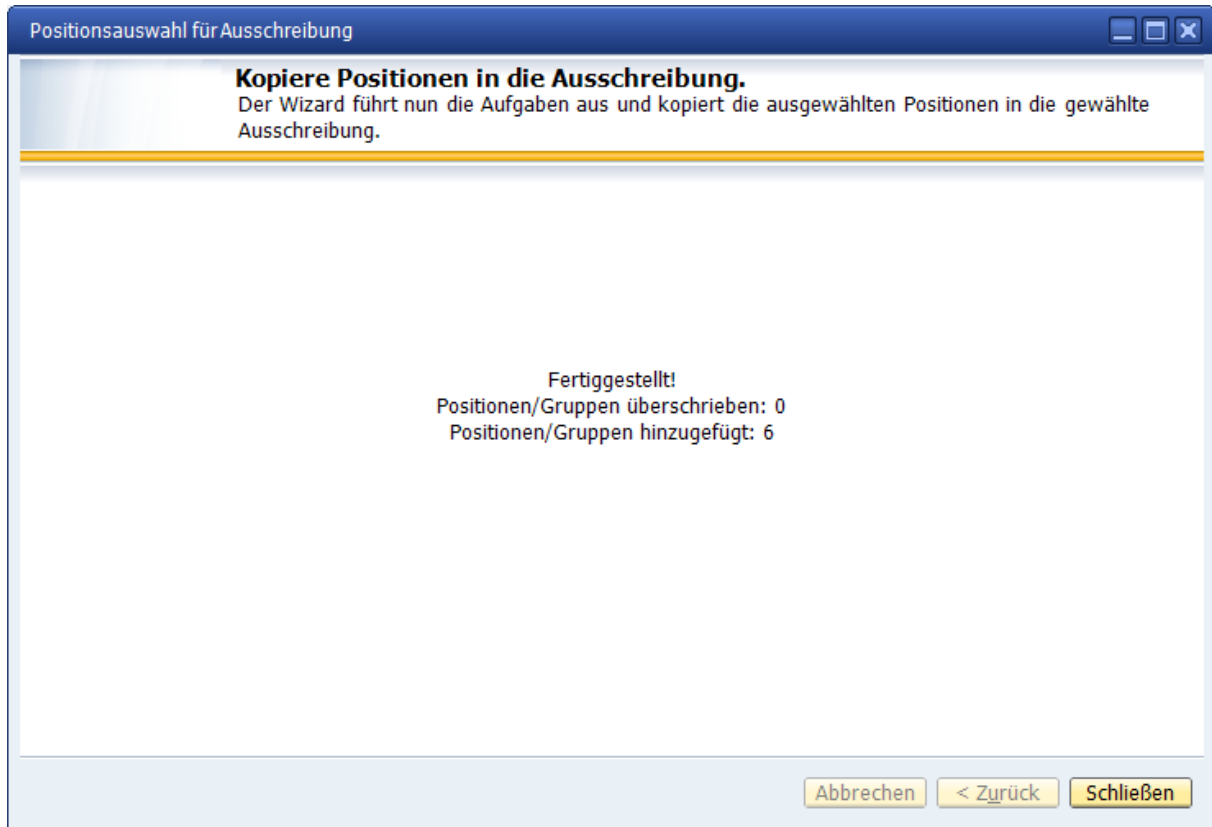 Positionsauswahl für Ausschreibung
Kopiere Positionen in die Ausschreibung.
Der Wizard führt nun die Aufgaben aus und kopiert die ausgewählten Positionen in die gewählte
Ausschreibung.
Fertiggestellt!
Positionen/Gruppen überschrieben: 0
Positionen/Gruppen hinzugefügt: 6
Abbrechen < Zurück Schließen